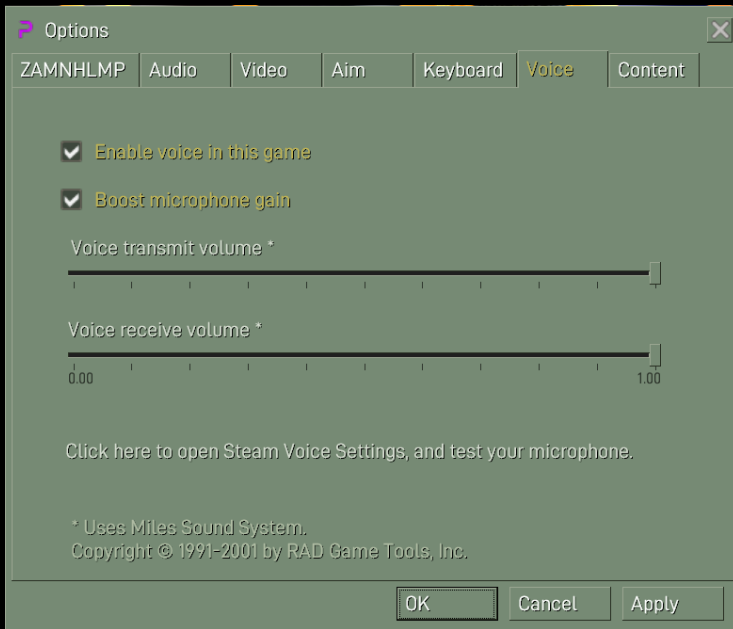 Options
ZAMNHLMP Audio Video Aim Keyboard Voice Content
Enable voice in this game
Boost microphone gain
Voice transmit volume *
Voice receive volume *
0.00 1.00
Click here to open Steam Voice Settings, and test your microphone.
* Uses Miles Sound System.
Copyright © 1991-2001 by RAD Game Tools, Inc.
OK Cancel Apply